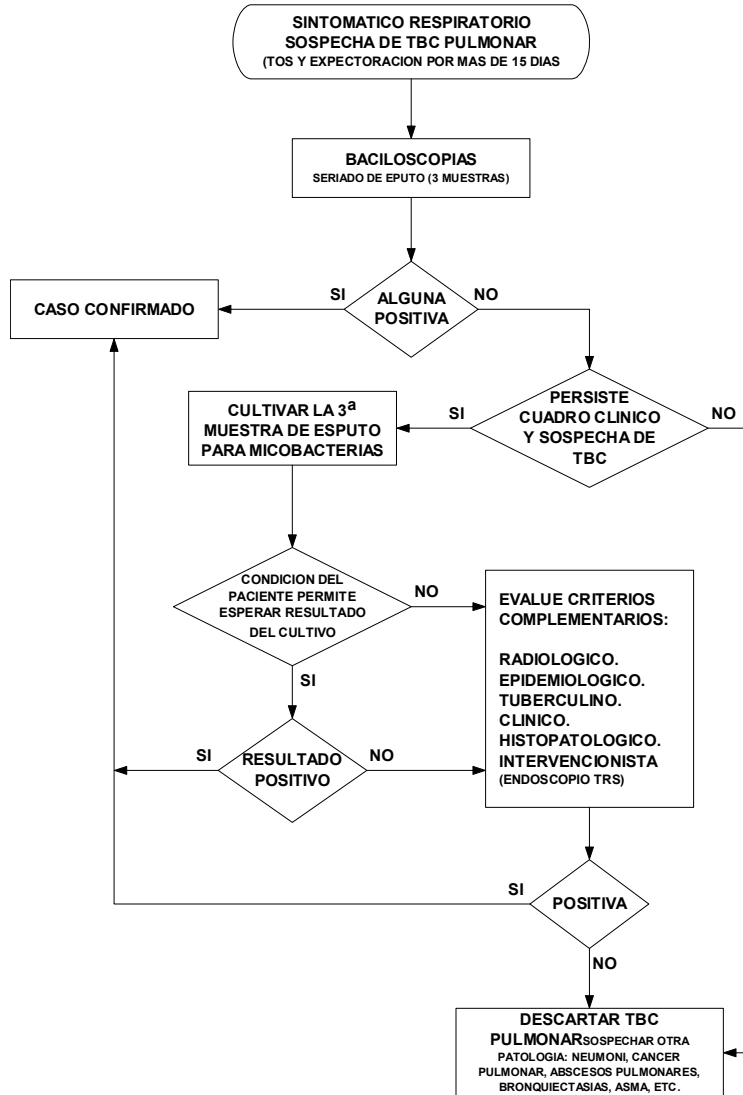 SINTOMATICO RESPIRATORIO
SOSPECHA DE TBC PULMONAR
(TOS Y EXPECTORACION POR MAS DE 15 DIAS
BACILOSCOPIAS
SERIADO DE EPUTO (3 MUESTRAS)
SI
ALGUNA
POSITIVA
NO
CASO CONFIRMADO
PERSISTE
CUADRO CLINICO
Y SOSPECHA DE
TBC
SI
NO
CULTIVAR LA 3ª
MUESTRA DE ESPUTO
PARA MICOBACTERIAS
CONDICION DEL
PACIENTE PERMITE
ESPERAR RESULTADO
DEL CULTIVO
NO
SI
EVALUE CRITERIOS
COMPLEMENTARIOS:
RADIOLOGICO.
EPIDEMIOLOGICO.
TUBERCULINO.
CLINICO.
HISTOPATOLOGICO.
INTERVENCIONISTA
(ENDOSCOPIO TRS)
SI
RESULTADO
POSITIVO
NO
SI
POSITIVA
NO
DESCARTAR TBC
PULMONAR SOSPECHAR OTRA
PATOLOGIA: NEUMONI, CANCER
PULMONAR, ABSCESOS PULMONARES,
BRONQUIECTASIAS, ASMA, ETC.